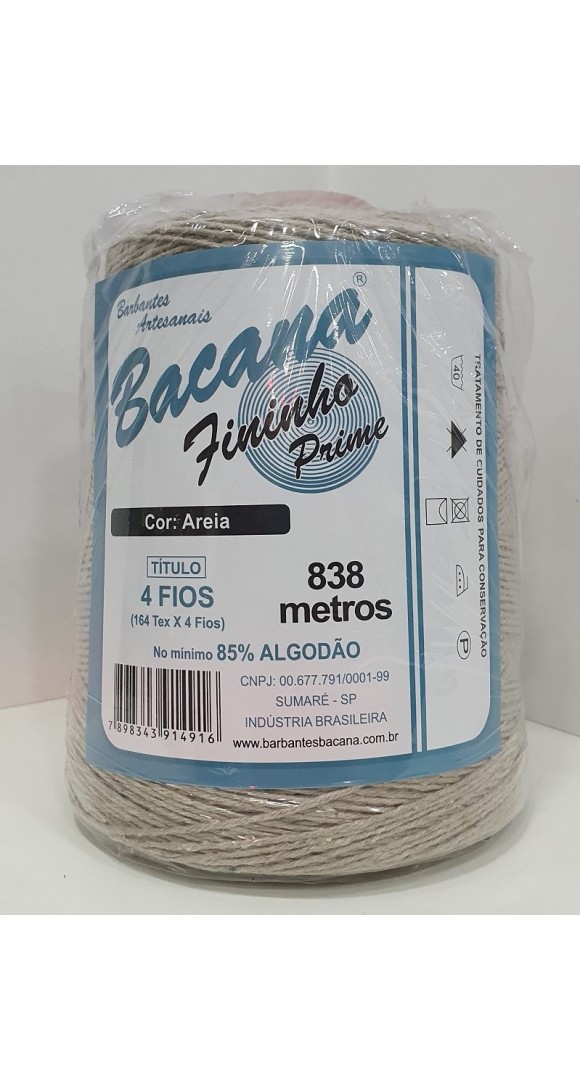 Barbantes
Artesanais
Bacana®
Fininho
Prime
Cor: Areia
TÍTULO
4 FIOS
(164 Tex X 4 Fios)
838
metros
No mínimo 85% ALGODÃO
7 898343 914916
CNPJ: 00.677.791/0001-99
SUMARÉ - SP
INDÚSTRIA BRASILEIRA
www.barbantesbacana.com.br
TRATAMENTO DE CUIDADOS PARA CONSERVAÇÃO
40
P